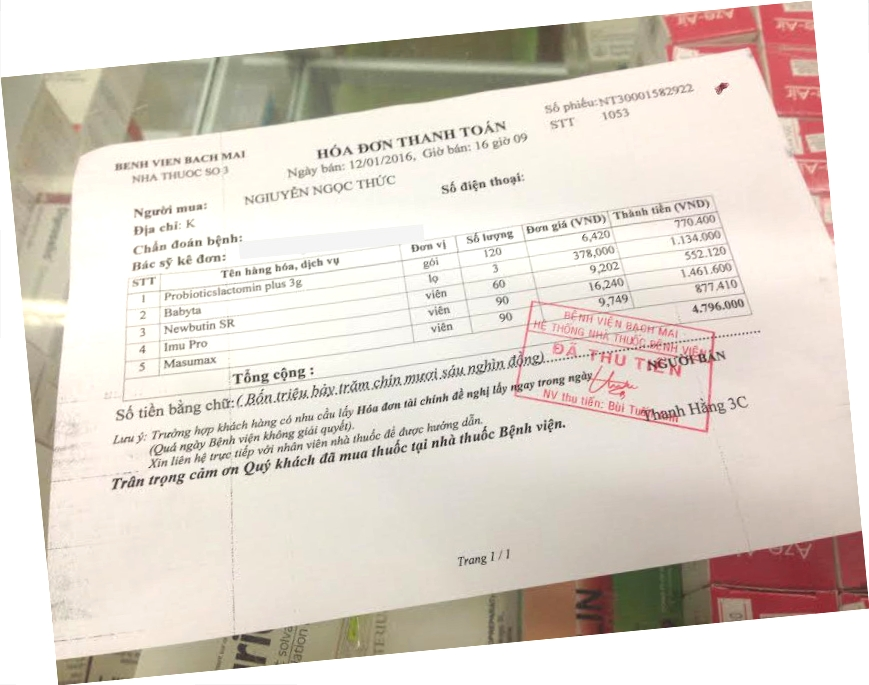 BỆNH VIỆN BẠCH MAI
NHA THUOC SO 3
HÓA ĐƠN THANH TOÁN
Ngày bán: 12/01/2016, Giờ bán: 16 giờ 09
Số phiếu:NT30001582922
STT 1053
Người mua: NGIUYỄN NGỌC THỨC
Số điện thoại:
Địa chỉ: K
Chẩn đoán bệnh:
Bác sỹ kê đơn:
STT Tên hàng hóa, dịch vụ Đơn vị Số lượng Đơn giá (VND) Thành tiền (VND)
1 Probioticslactomin plus 3g gói 120 6,420 770.400
2 Babyta lọ 3 378,000 1.134.000
3 Newbutin SR viên 60 9,202 552.120
4 Imu Pro viên 90 16,240 1.461.600
5 Masumax viên 90 9,749 877.410
Tổng cộng : 4.796.000
Số tiền bằng chữ:( Bốn triệu bảy trăm chín mươi sáu nghìn đồng)
Lưu ý: Trường hợp khách hàng có nhu cầu lấy Hóa đơn tài chính đề nghị lấy ngay trong ngày
(Quá ngày Bệnh viện không giải quyết).
Xin liên hệ trực tiếp với nhân viên nhà thuốc để được hướng dẫn.
Trân trọng cảm ơn Quý khách đã mua thuốc tại nhà thuốc Bệnh viện.
BỆNH VIỆN BẠCH MAI
HỆ THỐNG NHÀ THUỐC BỆNH VIỆN
ĐÃ THU TIỀN
NV thu tiền: Bùi
NGƯỜI BÁN
Thanh Hằng 3C
Trang 1 / 1